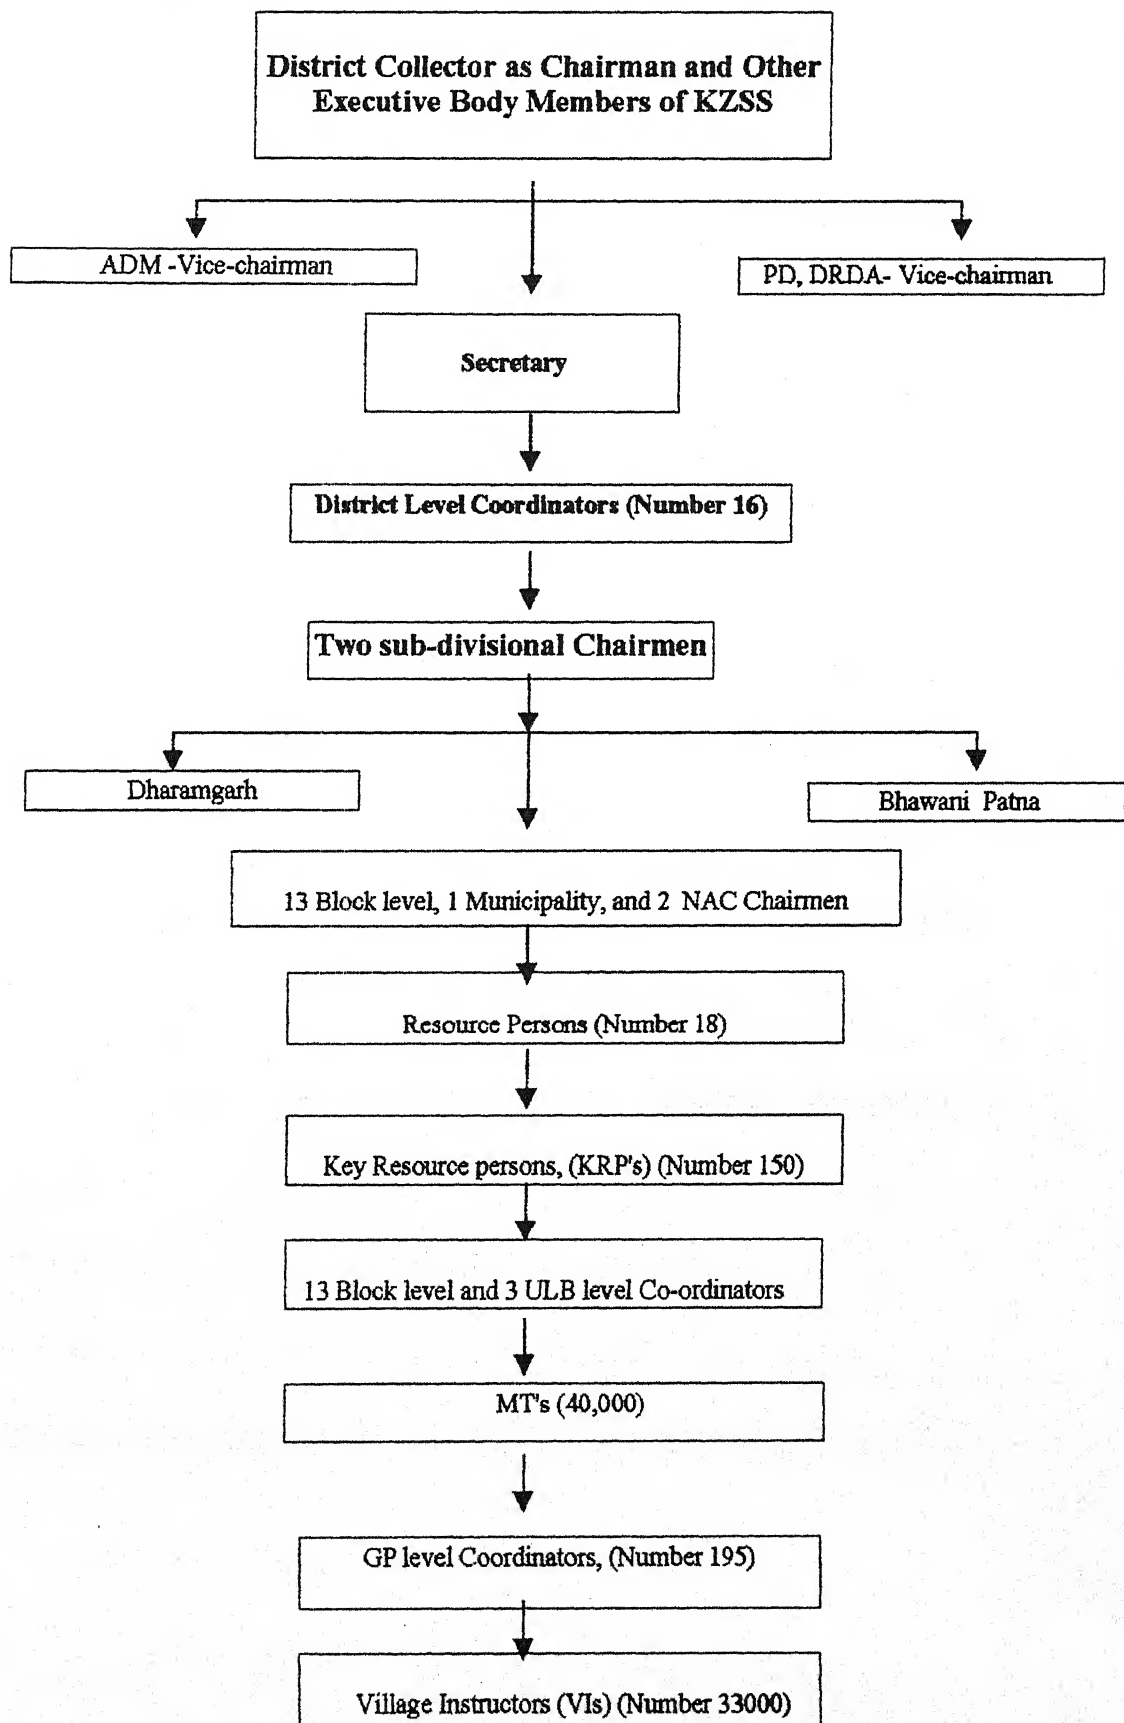 District Collector as Chairman and Other
Executive Body Members of KZSS
ADM -Vice-chairman
PD, DRDA- Vice-chairman
Secretary
District Level Coordinators (Number 16)
Two sub-divisional Chairmen
Dharamgarh
Bhawani Patna
13 Block level, 1 Municipality, and 2 NAC Chairmen
Resource Persons (Number 18)
Key Resource persons, (KRP's) (Number 150)
13 Block level and 3 ULB level Co-ordinators
MT's (40,000)
GP level Coordinators, (Number 195)
Village Instructors (VIs) (Number 33000)